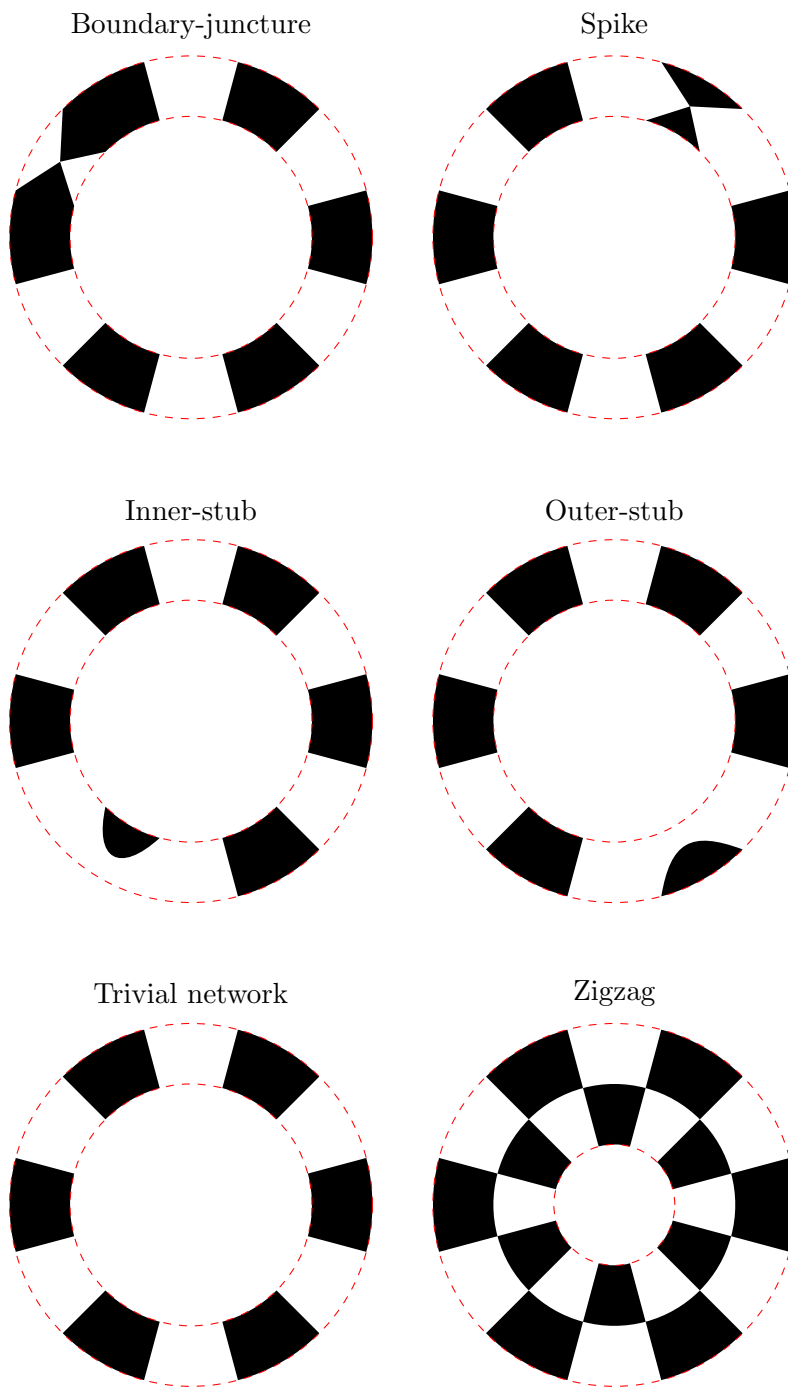 Boundary-juncture
Spike
Inner-stub
Outer-stub
Trivial network
Zigzag